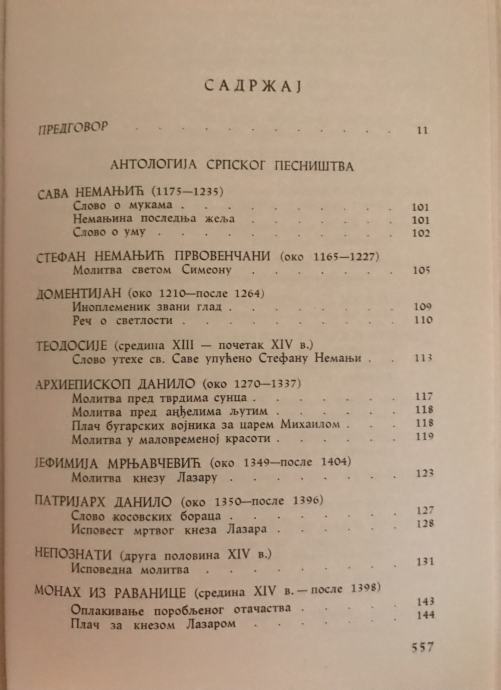 САДРЖАЈ
ПРЕДГОВОР . . . . . . . . . . . . 11
АНТОЛОГИЈА СРПСКОГ ПЕСНИШТВА
САВА НЕМАЊИЋ (1175—1235)
Слово о мукама . . . . . . . . . . 101
Немањина последња жеља . . . . . . . 101
Слово о уму . . . . . . . . . . . 102
СТЕФАН НЕМАЊИЋ ПРВОВЕНЧАНИ (око 1165—1227)
Молитва светом Симеону . . . . . . . 105
ДОМЕНТИЈАН (око 1210—после 1264)
Иноплеменик звани глад . . . . . . . . 109
Реч о светлости . . . . . . . . . . 110
ТЕОДОСИЈЕ (средина XIII — почетак XIV в.)
Слово утехе св. Саве упућено Стефану Немањи . . 113
АРХИЕПИСКОП ДАНИЛО (око 1270—1337)
Молитва пред тврдима сунца . . . . . . 117
Молитва пред анђелима љутим . . . . . . 118
Плач бугарских војника за царем Михаилом . . . 118
Молитва у маловременој красоти . . . . . 119
ЈЕФИМИЈА МРЊАВЧЕВИЋ (око 1349—после 1404)
Молитва кнезу Лазару . . . . . . . . 123
ПАТРИЈАРХ ДАНИЛО (око 1350—после 1396)
Слово косовских бораца . . . . . . . . 127
Исповест мртвог кнеза Лазара . . . . . . 128
НЕПОЗНАТИ (друга половина XIV в.)
Исповедна молитва . . . . . . . . . 131
МОНАХ ИЗ РАВАНИЦЕ (средина XIV в. — после 1398)
Оплакивање поробљеног отачаства . . . . . 143
Плач за кнезом Лазаром . . . . . . . 144
557